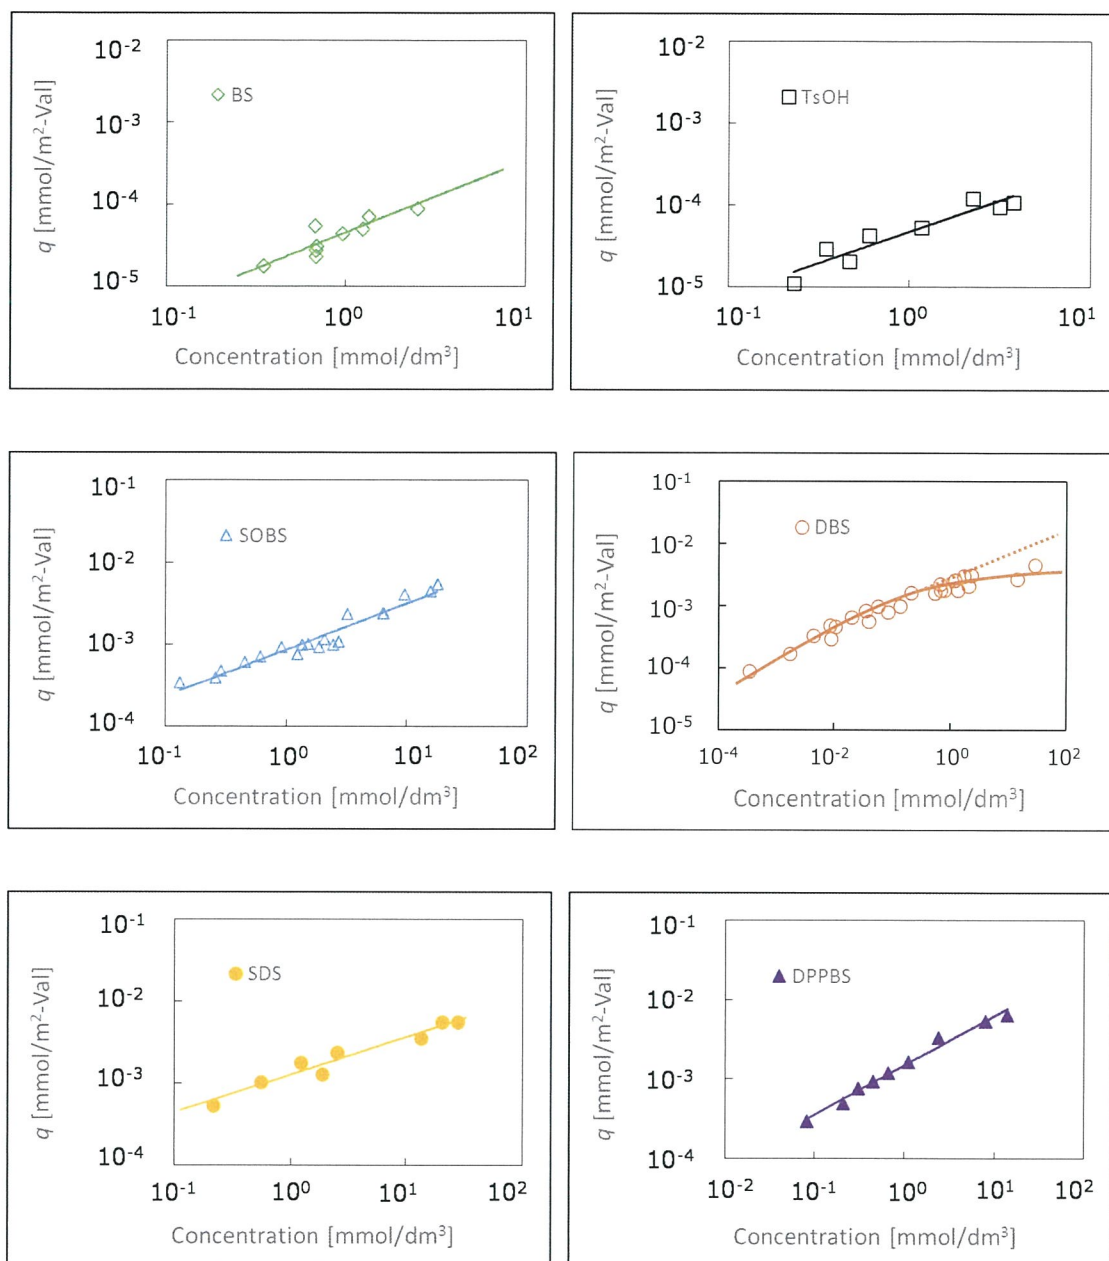 10-2
10-3
10-4
10-5
q [mmol/m2-Val]
BS
10-1 100 101
Concentration [mmol/dm3]
10-2
10-3
10-4
10-5
q [mmol/m2-Val]
TsOH
10-1 100 101
Concentration [mmol/dm3]
10-1
10-2
10-3
10-4
q [mmol/m2-Val]
SOBS
10-1 100 101 102
Concentration [mmol/dm3]
10-1
10-2
10-3
10-4
10-5
q [mmol/m2-Val]
DBS
10-4 10-2 100 102
Concentration [mmol/dm3]
10-1
10-2
10-3
10-4
q [mmol/m2-Val]
SDS
10-1 100 101 102
Concentration [mmol/dm3]
10-1
10-2
10-3
10-4
q [mmol/m2-Val]
DPPBS
10-2 10-1 100 101 102
Concentration [mmol/dm3]